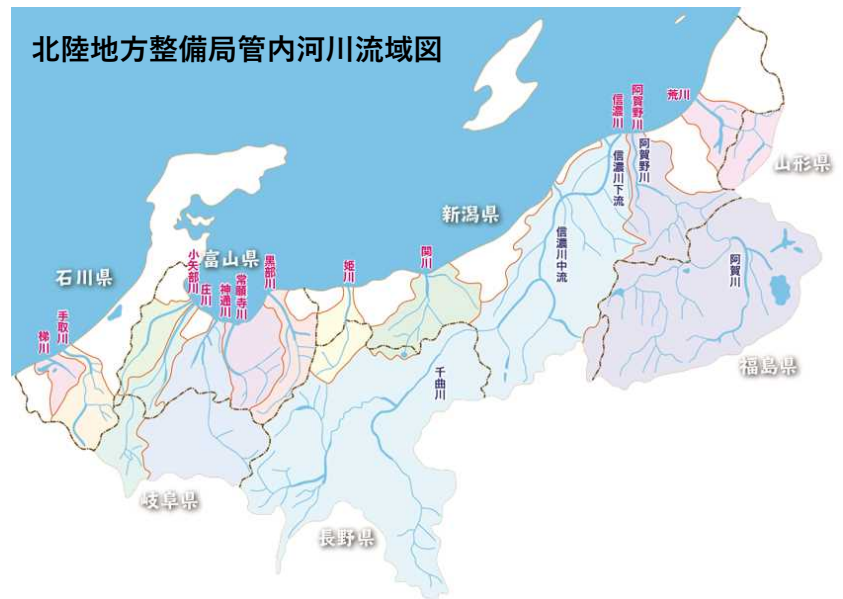 北陸地方整備局管内河川流域図
荒川
阿賀野川
信濃川
阿賀野川
信濃川下流
山形県
新潟県
信濃川中流
阿賀川
富山県
石川県
小矢部川
庄川
神通川
常願寺川
黒部川
姫川
関川
手取川
梯川
千曲川
福島県
岐阜県
長野県